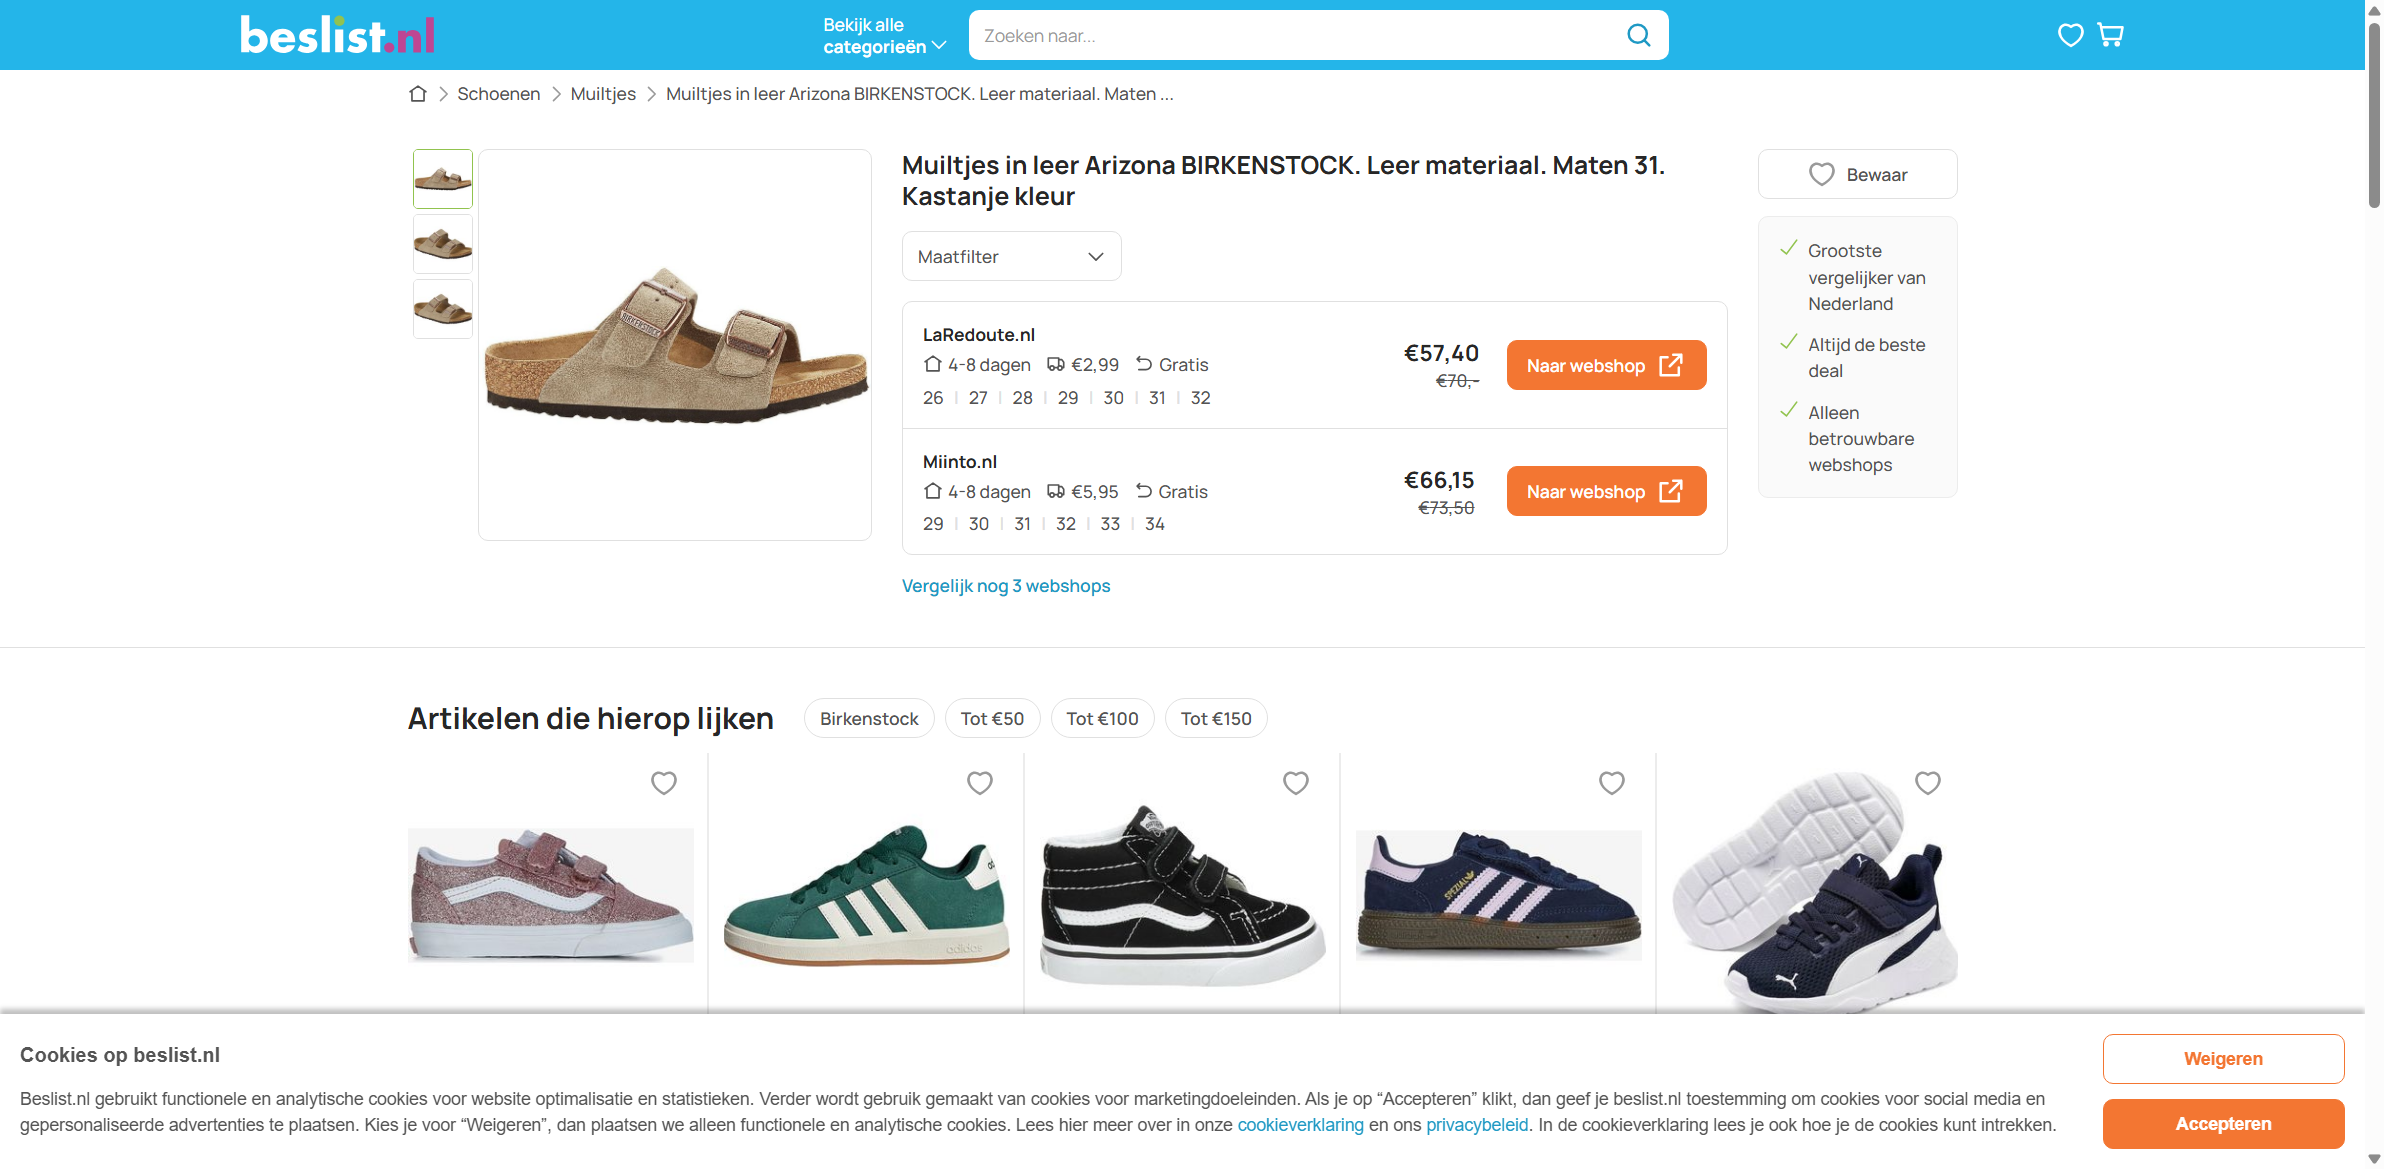 beslist.nl
Bekijk alle
categorieën
Zoeken naar...
Schoenen
Muiltjes
Muiltjes in leer Arizona BIRKENSTOCK. Leer materiaal. Maten ...
Muiltjes in leer Arizona BIRKENSTOCK. Leer materiaal. Maten 31.
Kastanje kleur
Bewaar
Maatfilter
Grootste
vergelijker van
Nederland
Altijd de beste
deal
Alleen
betrouwbare
webshops
BIRKENSTOCK
LaRedoute.nl
4-8 dagen €2,99 Gratis
26 27 28 29 30 31 32
€57,40
€70,-
Naar webshop
Miinto.nl
4-8 dagen €5,95 Gratis
29 30 31 32 33 34
€66,15
€73,50
Naar webshop
Vergelijk nog 3 webshops
Artikelen die hierop lijken
Birkenstock
Tot €50
Tot €100
Tot €150
adidas
SPEZIAL
Cookies op beslist.nl
Beslist.nl gebruikt functionele en analytische cookies voor website optimalisatie en statistieken. Verder wordt gebruik gemaakt van cookies voor marketingdoeleinden. Als je op “Accepteren” klikt, dan geef je beslist.nl toestemming om cookies voor social media en
gepersonaliseerde advertenties te plaatsen. Kies je voor “Weigeren”, dan plaatsen we alleen functionele en analytische cookies. Lees hier meer over in onze cookieverklaring en ons privacybeleid. In de cookieverklaring lees je ook hoe je de cookies kunt intrekken.
Weigeren
Accepteren